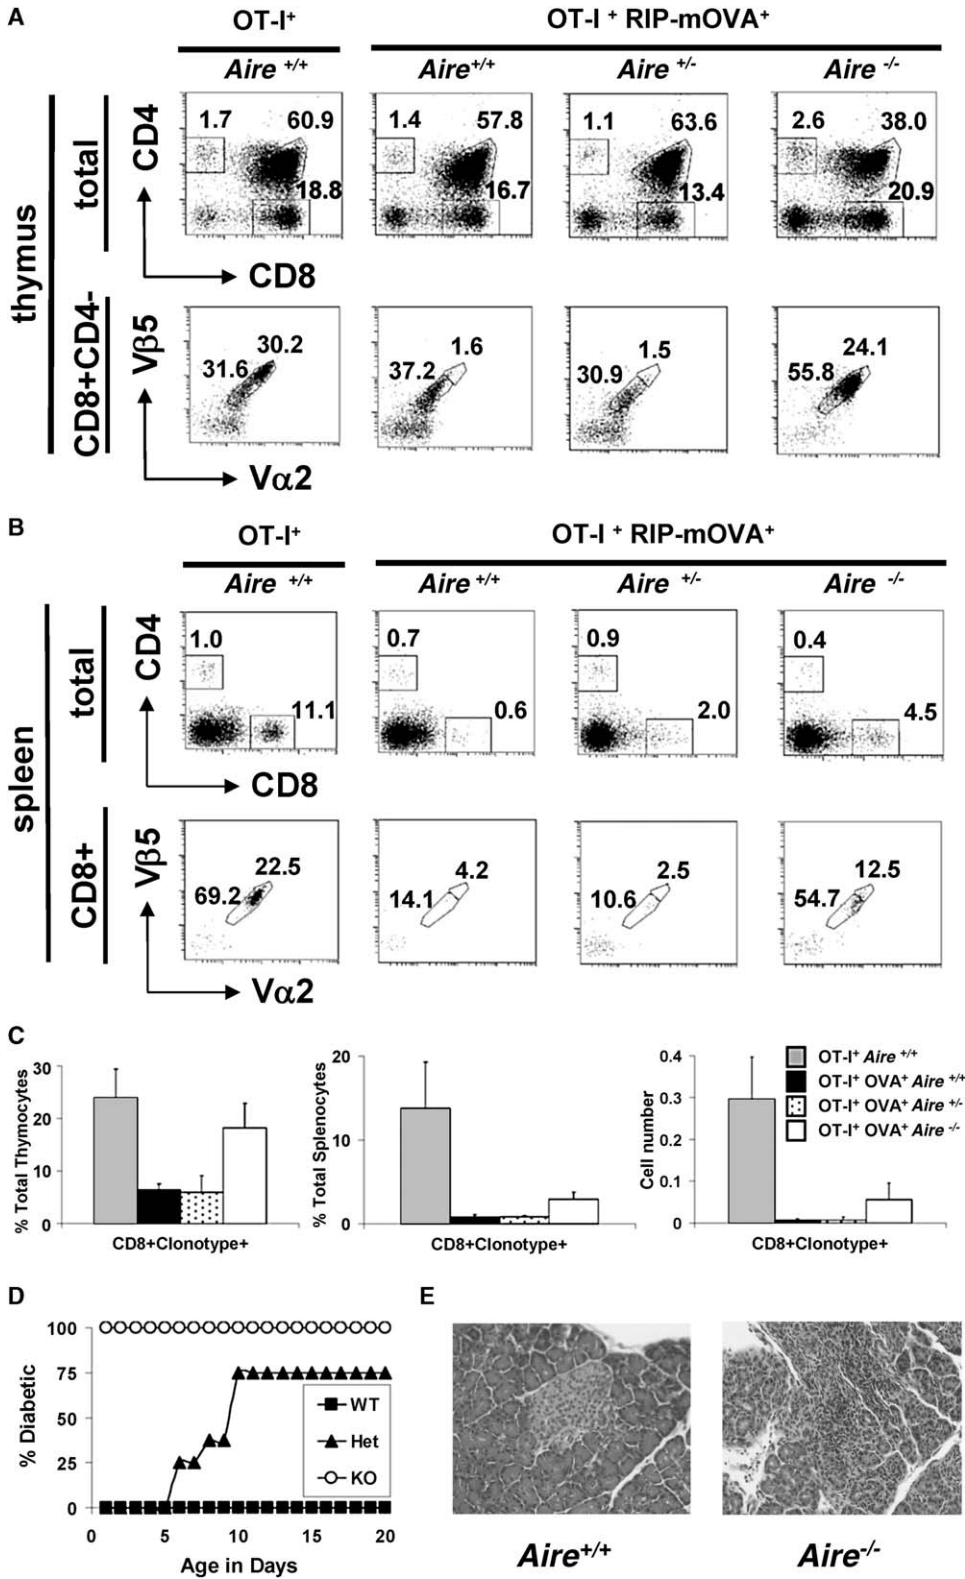 A
OT-I+
OT-I + RIP-mOVA+
Aire +/+
Aire+/+
Aire +/-
Aire -/-
thymus
total
CD4
1.7
60.9
18.8
1.4
57.8
16.7
1.1
63.6
13.4
2.6
38.0
20.9
CD8
CD8+CD4-
Vβ5
31.6
30.2
37.2
1.6
30.9
1.5
55.8
24.1
Vα2
B
OT-I+
OT-I + RIP-mOVA+
Aire +/+
Aire +/+
Aire +/-
Aire -/-
spleen
total
CD4
1.0
11.1
0.7
0.6
0.9
2.0
0.4
4.5
CD8
CD8+
Vβ5
69.2
22.5
14.1
4.2
10.6
2.5
54.7
12.5
Vα2
C
% Total Thymocytes
30
20
10
0
CD8+Clonotype+
% Total Splenocytes
20
10
0
CD8+Clonotype+
Cell number
0.4
0.3
0.2
0.1
0
CD8+Clonotype+
OT-I+ Aire +/+
OT-I+ OVA+ Aire +/+
OT-I+ OVA+ Aire +/-
OT-I+ OVA+ Aire -/-
D
% Diabetic
100
75
50
25
0
0 5 10 15 20
Age in Days
WT
Het
KO
E
Aire+/+
Aire-/-